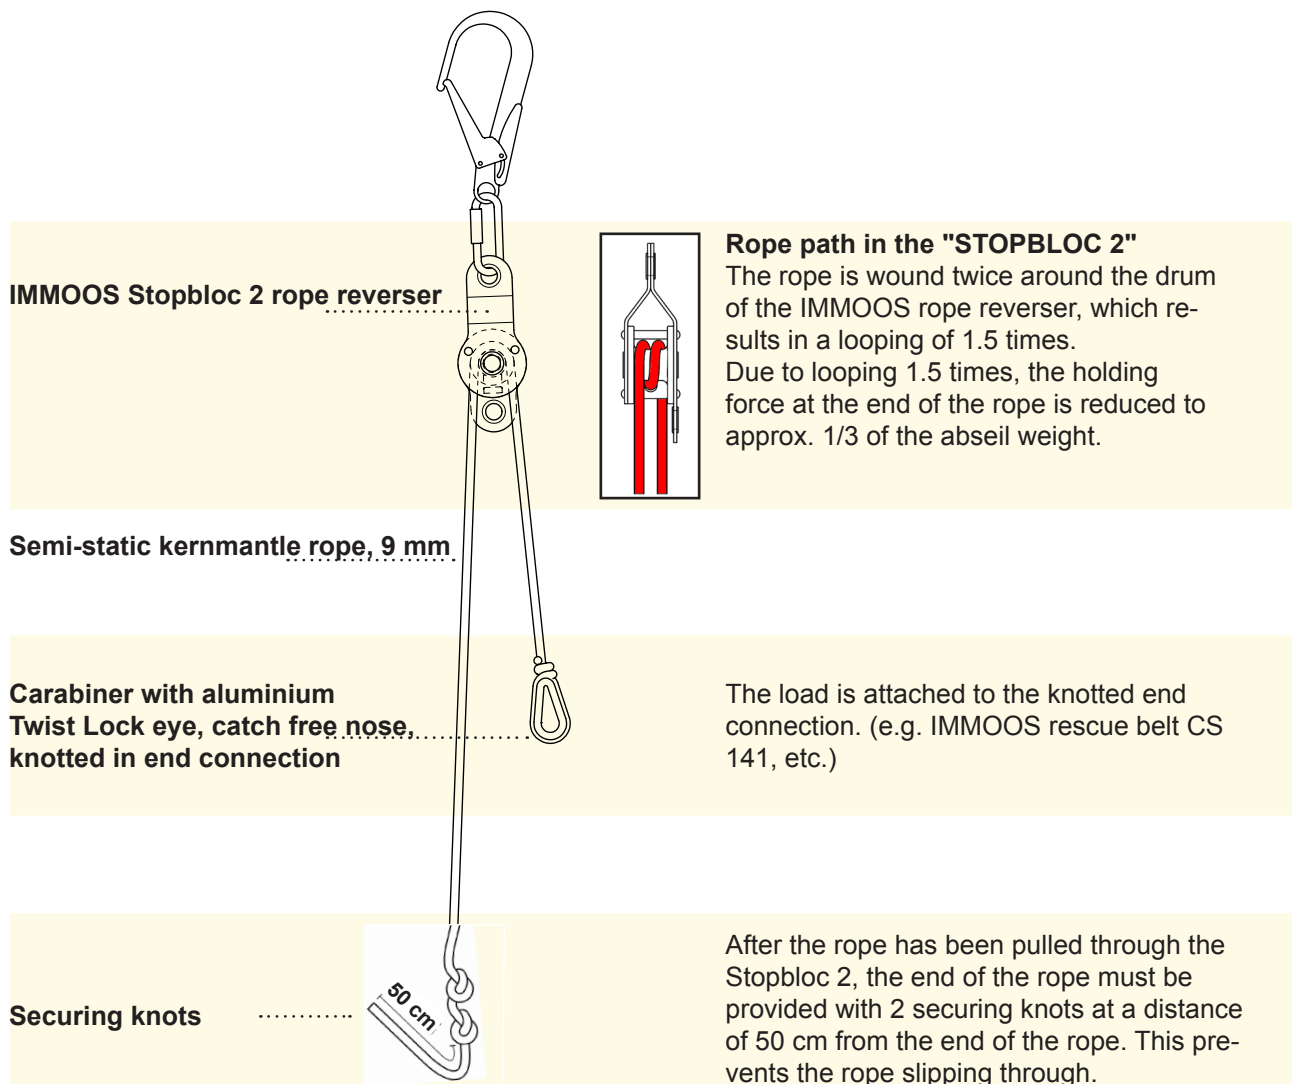 Rope path in the "STOPBLOC 2"
The rope is wound twice around the drum
of the IMMOOS rope reverser, which re-
sults in a looping of 1.5 times.
Due to looping 1.5 times, the holding
force at the end of the rope is reduced to
approx. 1/3 of the abseil weight.
IMMOOS Stopbloc 2 rope reverser
Semi-static kernmantle rope, 9 mm
Carabiner with aluminium
Twist Lock eye, catch free nose,
knotted in end connection
The load is attached to the knotted end
connection. (e.g. IMMOOS rescue belt CS
141, etc.)
Securing knots
50 cm
After the rope has been pulled through the
Stopbloc 2, the end of the rope must be
provided with 2 securing knots at a distance
of 50 cm from the end of the rope. This pre-
vents the rope slipping through.